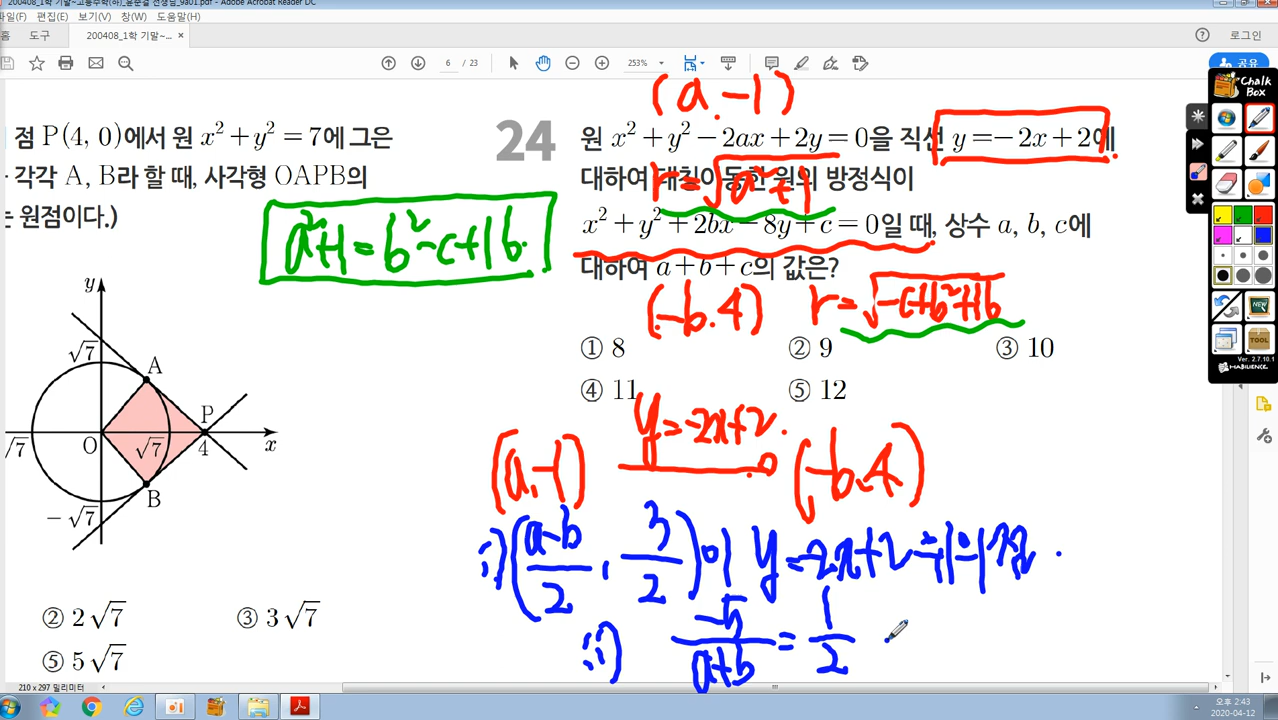 200408_1학 기말~고등수학(하)_윤준철 선생님_9a01.pdf - Adobe Acrobat Reader DC
파일(F) 편집(E) 보기(V) 창(W) 도움말(H)
홈 도구 200408_1학 기말~... × 로그인
6 / 23 253% 공유
Chalk Box
NEW
TOOL
Ver. 2.7.10.1
HABILIENCE
점 P(4, 0)에서 원 x²+y²=7에 그은
각각 A, B라 할 때, 사각형 OAPB의
는 원점이다.)
a²+1=b²-c+16.
y
√7
A
P
O
√7
4
x
√7
B
-√7
② 2√7 ③ 3√7
⑤ 5√7
(a, -1)
24 원 x²+y²-2ax+2y=0을 직선 y=-2x+2에
대하여 대칭이동한 원의 방정식이
r=√a²+1
x²+y²+2bx-8y+c=0일 때, 상수 a, b, c에
대하여 a+b+c의 값은?
(-b, 4) r=√-c+b²+16
① 8 ② 9 ③ 10
④ 11 ⑤ 12
y=-2x+2.
(a, -1) (-b, 4)
i) (a-b/2, 3/2)이 y=-2x+2 위의 점.
ii) -5/a+b = 1/2
210 x 297 밀리미터
오후 2:43
2020-04-12